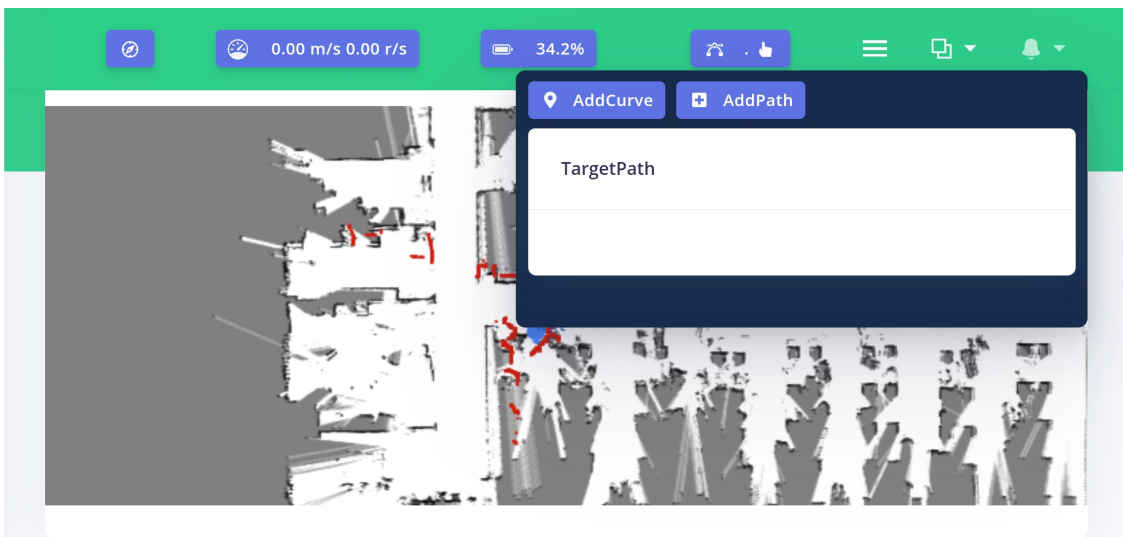 0.00 m/s 0.00 r/s
34.2%
.
AddCurve
AddPath
TargetPath